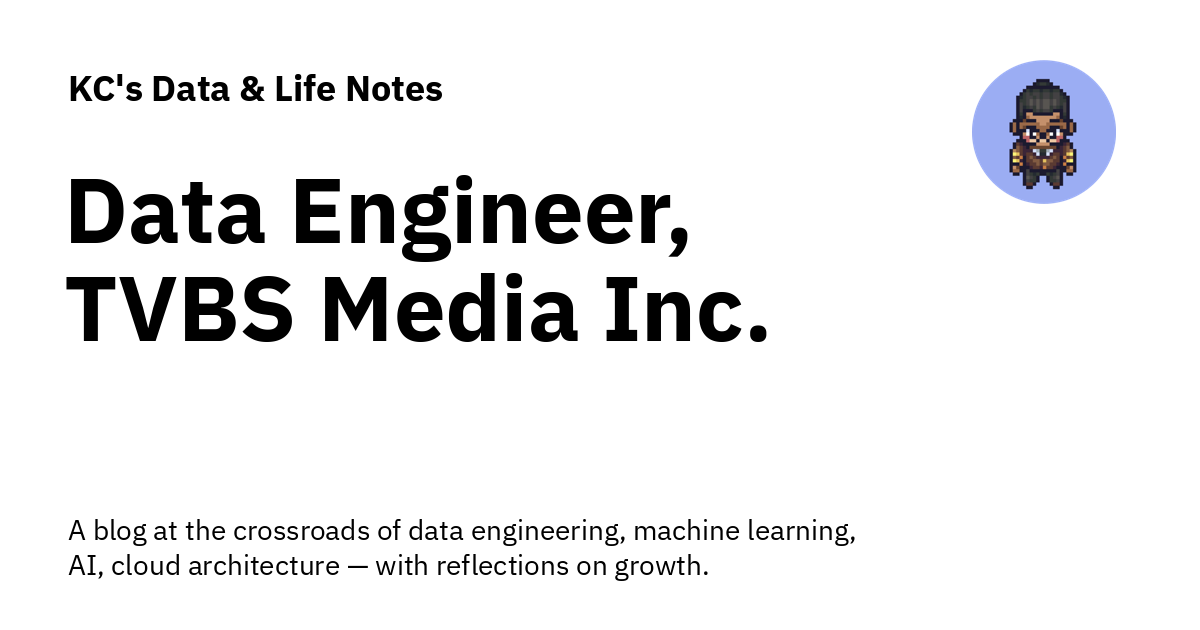 KC's Data & Life Notes
Data Engineer,
TVBS Media Inc.
A blog at the crossroads of data engineering, machine learning,
AI, cloud architecture — with reflections on growth.